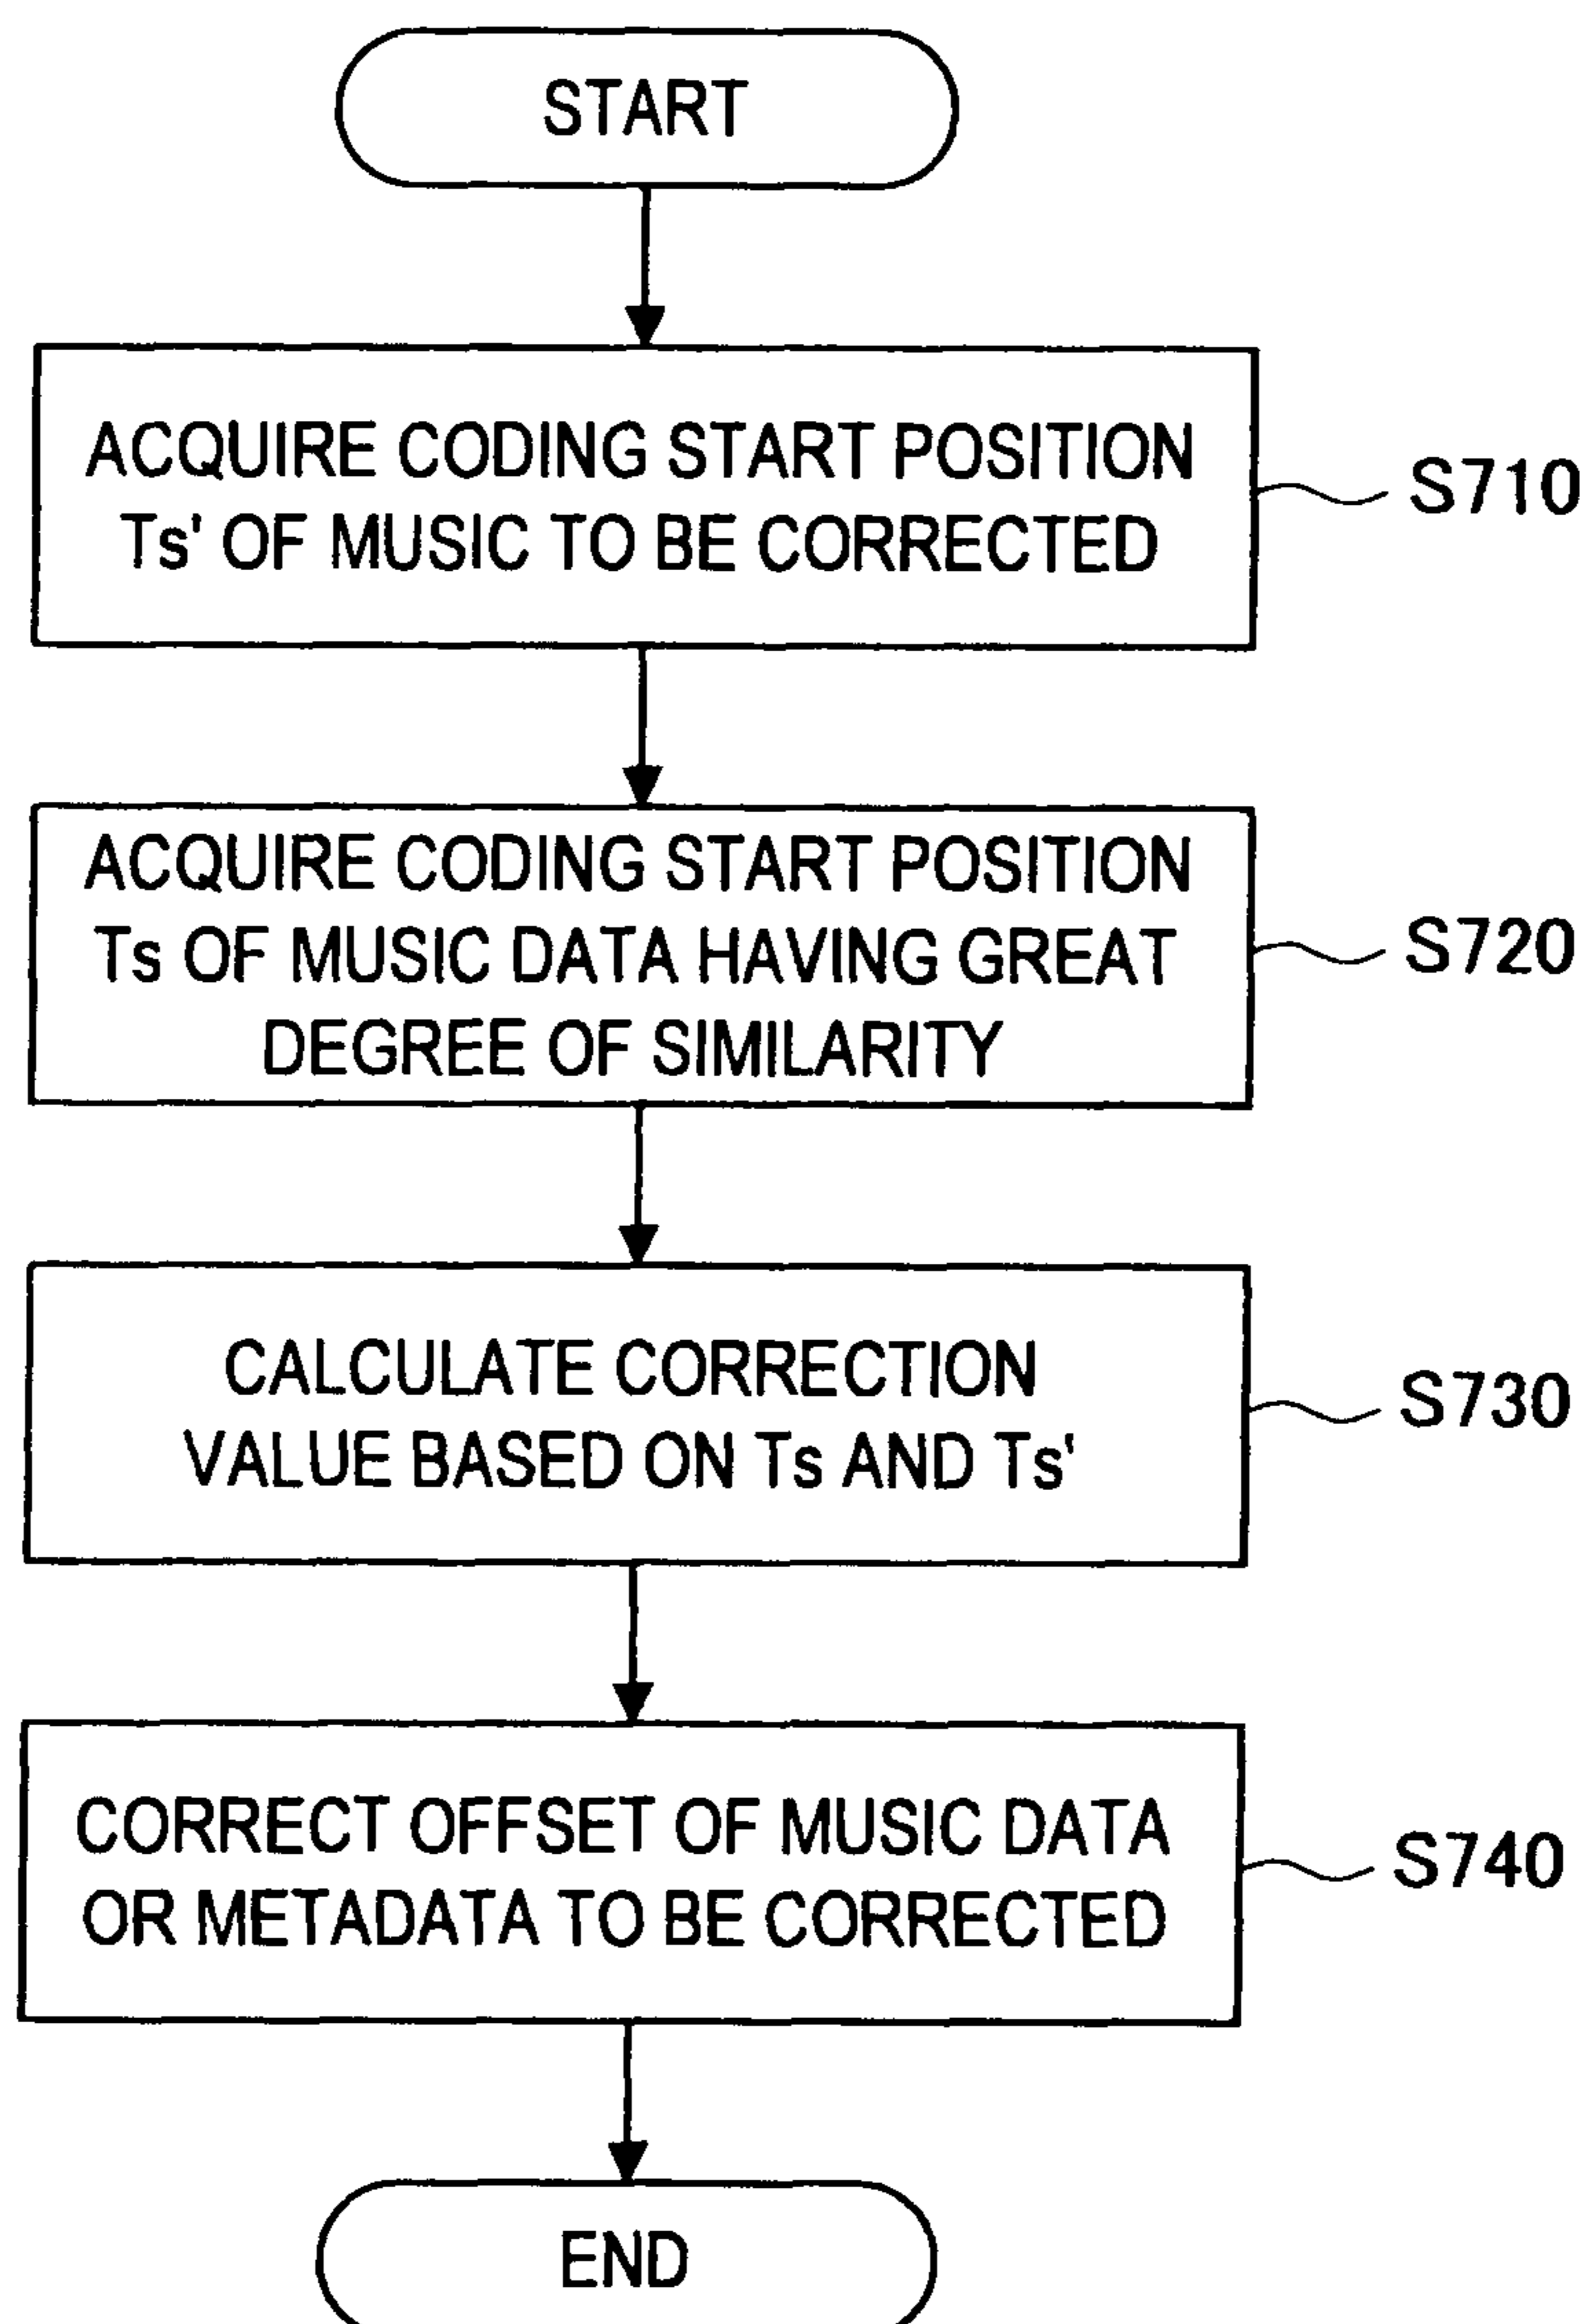 START
ACQUIRE CODING START POSITION
Ts' OF MUSIC TO BE CORRECTED
S710
ACQUIRE CODING START POSITION
Ts OF MUSIC DATA HAVING GREAT
DEGREE OF SIMILARITY
S720
CALCULATE CORRECTION
VALUE BASED ON Ts AND Ts'
S730
CORRECT OFFSET OF MUSIC DATA
OR METADATA TO BE CORRECTED
S740
END